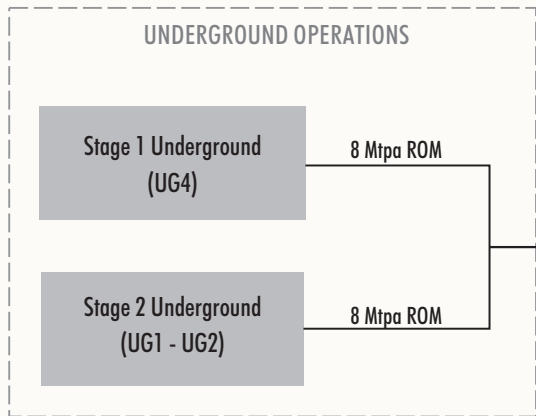 UNDERGROUND OPERATIONS
Stage 1 Underground
(UG4)
8 Mtpa ROM
Stage 2 Underground
(UG1 - UG2)
8 Mtpa ROM